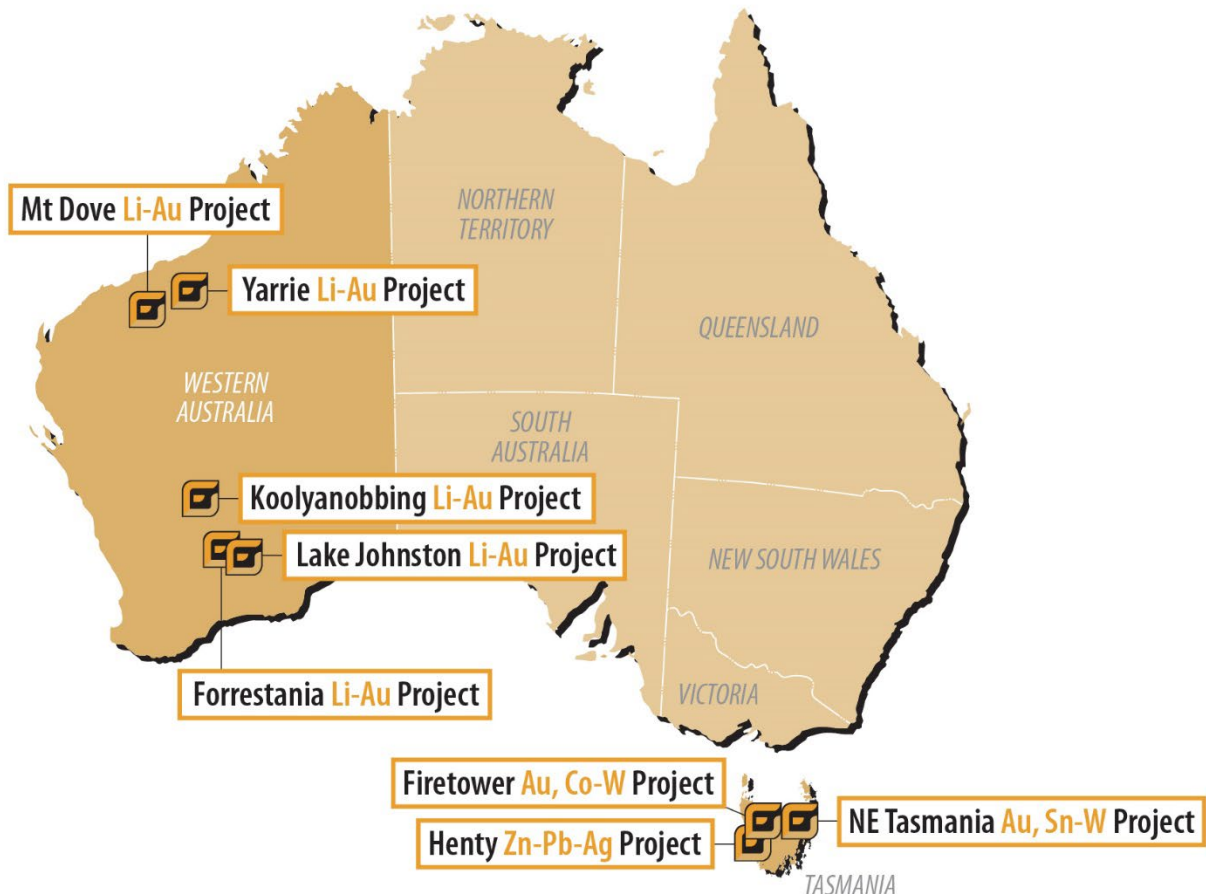 NORTHERN
TERRITORY
Mt Dove Li-Au Project
Yarrie Li-Au Project
QUEENSLAND
WESTERN
AUSTRALIA
SOUTH
AUSTRALIA
Koolyanobbing Li-Au Project
Lake Johnston Li-Au Project
NEW SOUTH WALES
Forrestania Li-Au Project
VICTORIA
Firetower Au, Co-W Project
NE Tasmania Au, Sn-W Project
Henty Zn-Pb-Ag Project
TASMANIA